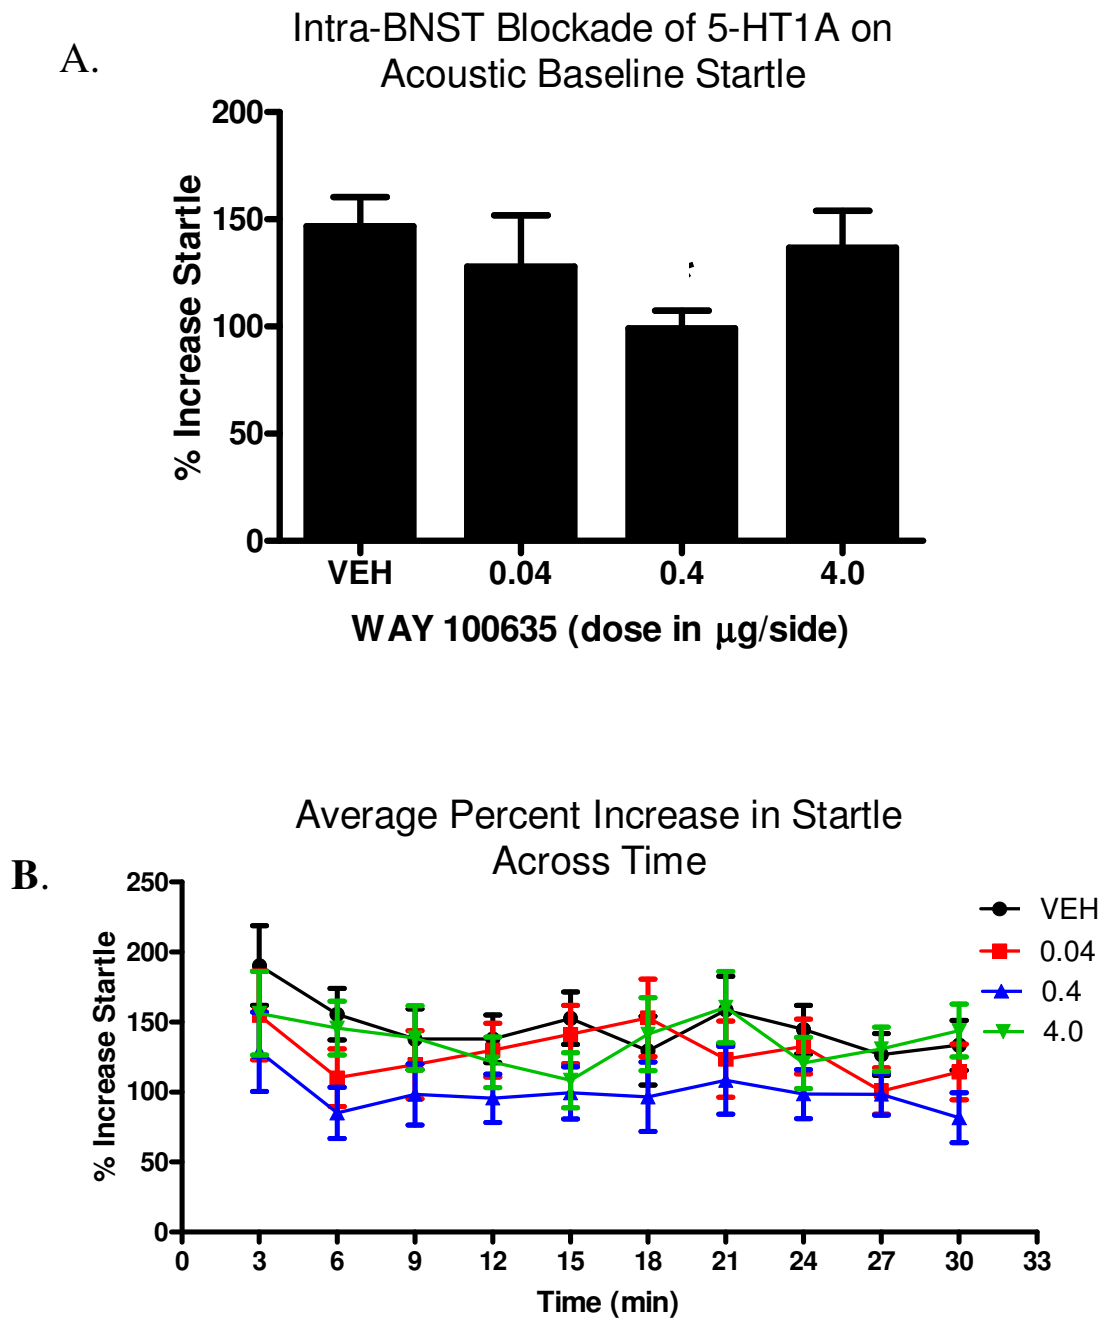 A.
Intra-BNST Blockade of 5-HT1A on
Acoustic Baseline Startle
% Increase Startle
200
150
100
50
0
VEH 0.04 0.4 4.0
WAY 100635 (dose in µg/side)
B.
Average Percent Increase in Startle
Across Time
% Increase Startle
250
200
150
100
50
0
0 3 6 9 12 15 18 21 24 27 30 33
Time (min)
VEH
0.04
0.4
4.0